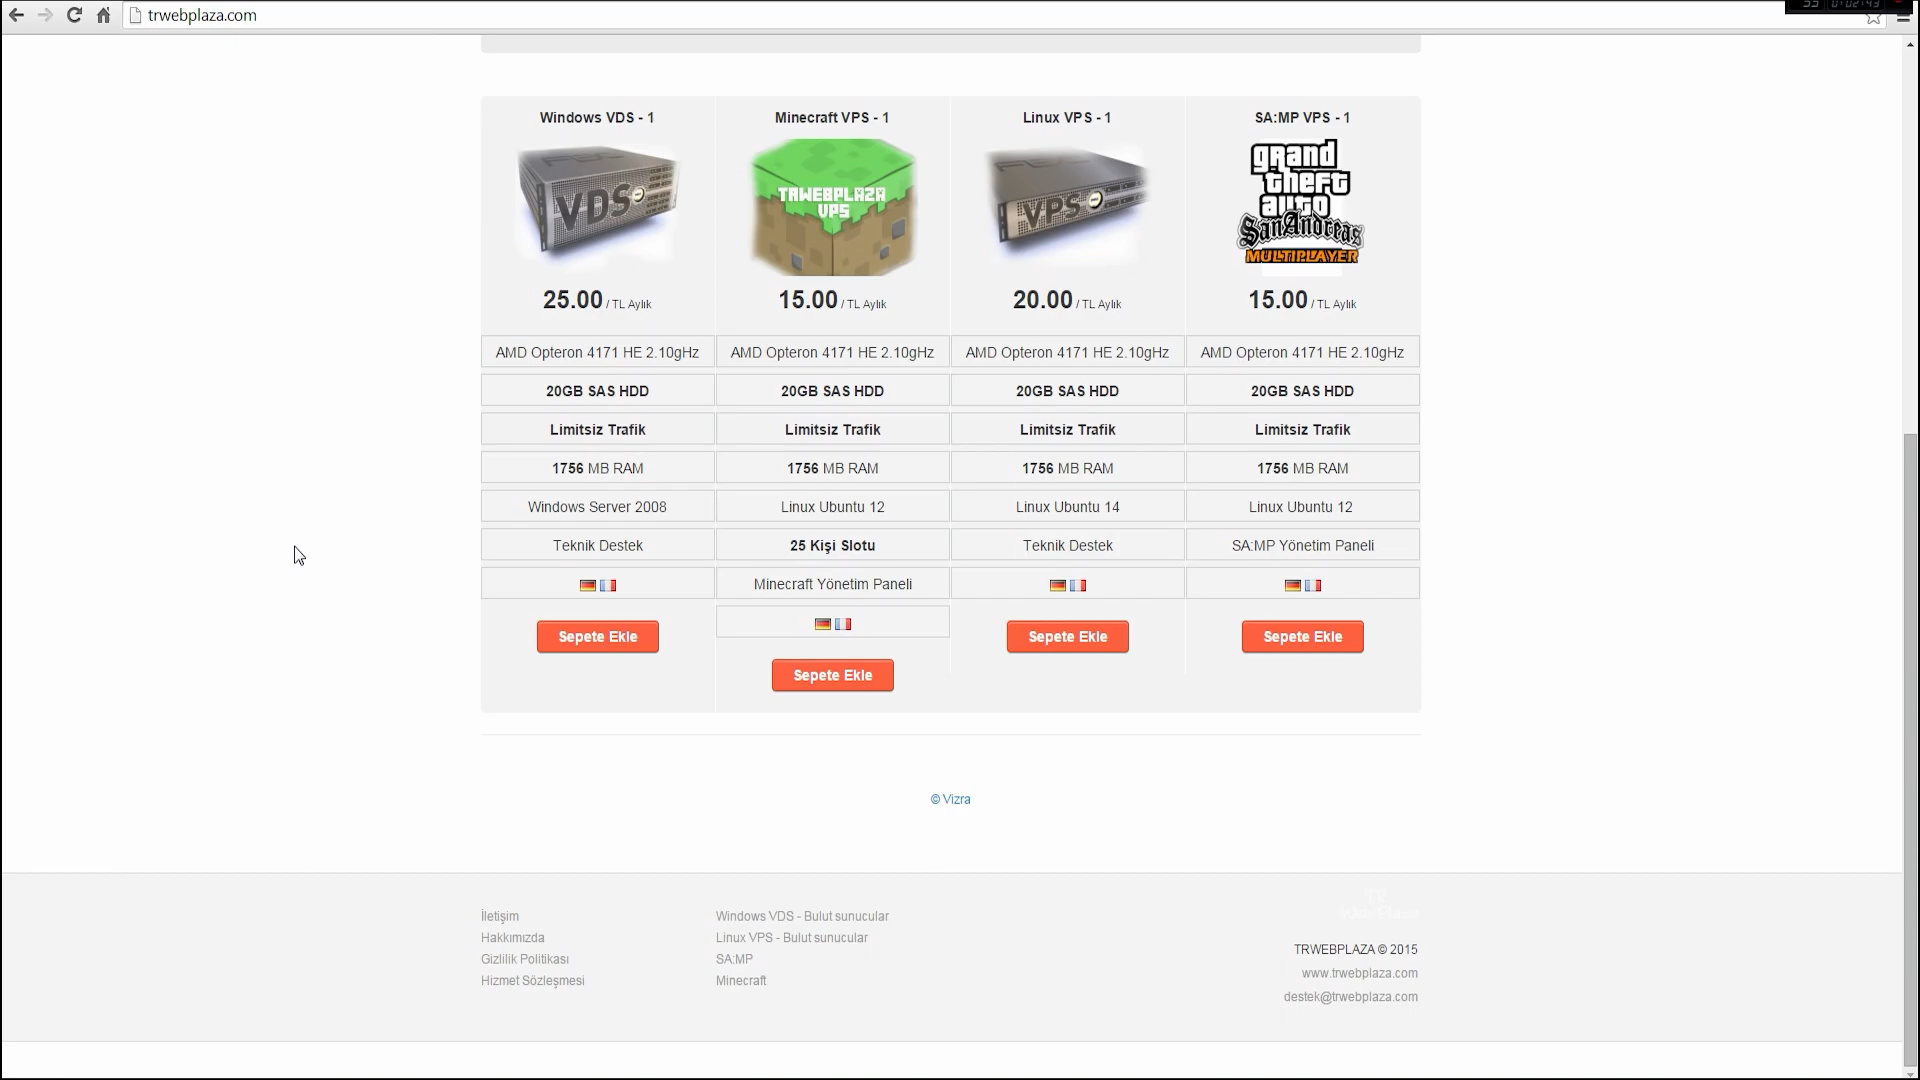 trwebplaza.com
Windows VDS - 1
VDS
25.00 / TL Aylık
AMD Opteron 4171 HE 2.10gHz
20GB SAS HDD
Limitsiz Trafik
1756 MB RAM
Windows Server 2008
Teknik Destek
Sepete Ekle
Minecraft VPS - 1
TRWEBPLAZA
VPS
15.00 / TL Aylık
AMD Opteron 4171 HE 2.10gHz
20GB SAS HDD
Limitsiz Trafik
1756 MB RAM
Linux Ubuntu 12
25 Kişi Slotu
Minecraft Yönetim Paneli
Sepete Ekle
Linux VPS - 1
VPS
20.00 / TL Aylık
AMD Opteron 4171 HE 2.10gHz
20GB SAS HDD
Limitsiz Trafik
1756 MB RAM
Linux Ubuntu 14
Teknik Destek
Sepete Ekle
SA:MP VPS - 1
grand
theft
auto
SanAndreas
MULTIPLAYER
15.00 / TL Aylık
AMD Opteron 4171 HE 2.10gHz
20GB SAS HDD
Limitsiz Trafik
1756 MB RAM
Linux Ubuntu 12
SA:MP Yönetim Paneli
Sepete Ekle
© Vizra
İletişim
Hakkımızda
Gizlilik Politikası
Hizmet Sözleşmesi
Windows VDS - Bulut sunucular
Linux VPS - Bulut sunucular
SA:MP
Minecraft
TRWEBPLAZA © 2015
www.trwebplaza.com
destek@trwebplaza.com